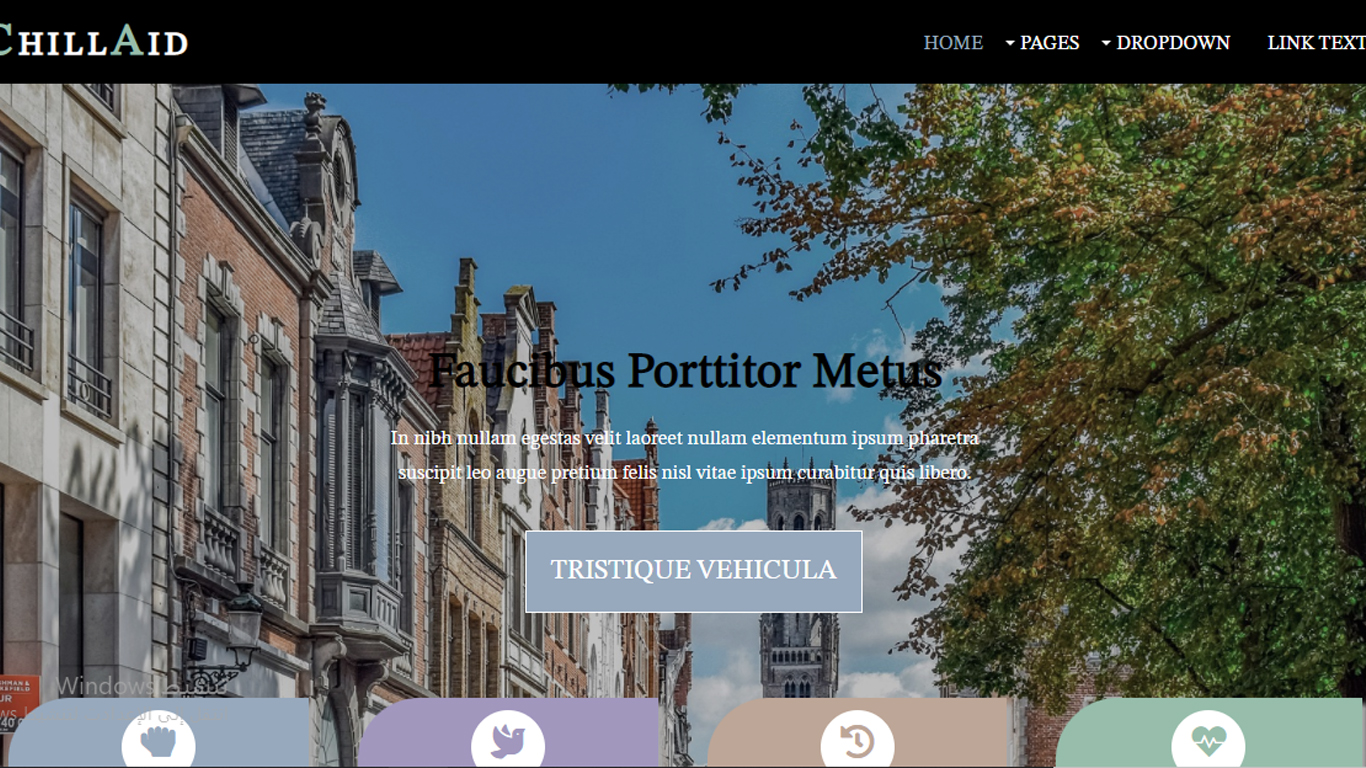 CHILLAID
HOME
PAGES
DROPDOWN
LINK TEXT
Faucibus Porttitor Metus
In nibh nullam egestas velit laoreet nullam elementum ipsum pharetra
suscipit leo augue pretium felis nisl vitae ipsum curabitur quis libero.
TRISTIQUE VEHICULA
Windows